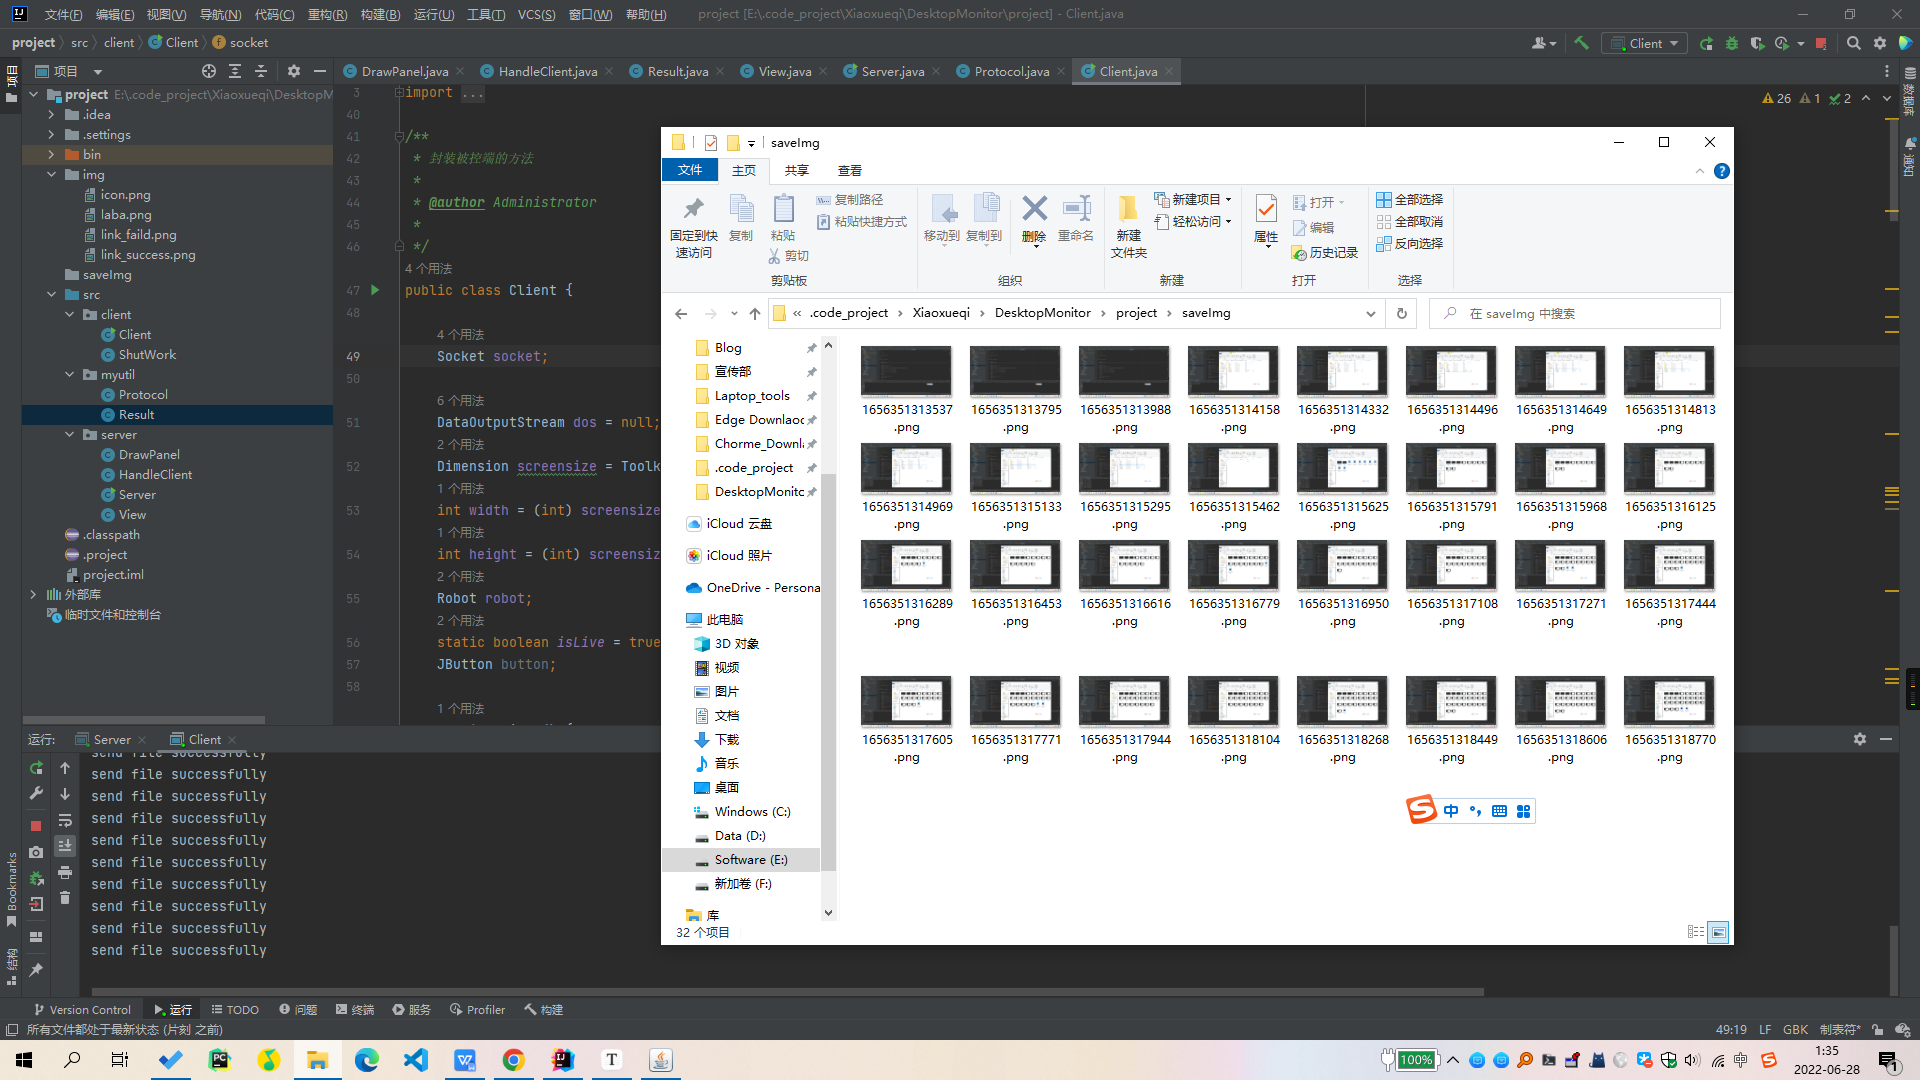 文件(F) 编辑(E) 视图(V) 导航(N) 代码(C) 重构(R) 构建(B) 运行(U) 工具(T) VCS(S) 窗口(W) 帮助(H) project [E:\.code_project\Xiaoxueqi\DesktopMonitor\project] - Client.java
project src client Client socket
Client
项目
DrawPanel.java HandleClient.java Result.java View.java Server.java Protocol.java Client.java
项目
数据库
通知
project E:\.code_project\Xiaoxueqi\DesktopM
.idea
.settings
bin
img
icon.png
laba.png
link_faild.png
link_success.png
saveImg
src
client
Client
ShutWork
myutil
Protocol
Result
server
DrawPanel
HandleClient
Server
View
.classpath
.project
project.iml
外部库
临时文件和控制台
26 1 2
3 import ...
40
41 /**
42 * 封装被控端的方法
43 *
44 * @author Administrator
45 *
46 */
4 个用法
47 public class Client {
48
4 个用法
49 Socket socket;
50
6 个用法
51 DataOutputStream dos = null;
2 个用法
52 Dimension screensize = Toolk
1 个用法
53 int width = (int) screensize
1 个用法
54 int height = (int) screensiz
2 个用法
55 Robot robot;
2 个用法
56 static boolean isLive = true
57 JButton button;
58
1 个用法
saveImg
文件 主页 共享 查看
固定到快
速访问
复制
粘贴
复制路径
粘贴快捷方式
剪切
剪贴板
移动到 复制到 删除 重命名
组织
新建
文件夹
新建项目
轻松访问
新建
属性
打开
编辑
历史记录
打开
全部选择
全部取消
反向选择
选择
« .code_project › Xiaoxueqi › DesktopMonitor › project › saveImg
在 saveImg 中搜索
Blog
宣传部
Laptop_tools
Edge Downlaoc
Chorme_Downl
.code_project
DesktopMonitc
iCloud 云盘
iCloud 照片
OneDrive - Persona
此电脑
3D 对象
视频
图片
文档
下载
音乐
桌面
Windows (C:)
Data (D:)
Software (E:)
新加卷 (F:)
库
1656351313537.png 1656351313795.png 1656351313988.png 1656351314158.png 1656351314332.png 1656351314496.png 1656351314649.png 1656351314813.png
1656351314969.png 1656351315133.png 1656351315295.png 1656351315462.png 1656351315625.png 1656351315791.png 1656351315968.png 1656351316125.png
1656351316289.png 1656351316453.png 1656351316616.png 1656351316779.png 1656351316950.png 1656351317108.png 1656351317271.png 1656351317444.png
1656351317605.png 1656351317771.png 1656351317944.png 1656351318104.png 1656351318268.png 1656351318449.png 1656351318606.png 1656351318770.png
中
32 个项目
运行: Server Client
send file successfully
send file successfully
send file successfully
send file successfully
send file successfully
send file successfully
send file successfully
send file successfully
send file successfully
send file successfully
Bookmarks
结构
Version Control 运行 TODO 问题 终端 服务 Profiler 构建
所有文件都处于最新状态 (片刻 之前)
49:19 LF GBK 制表符*
100%
中
1:35
2022-06-28
1